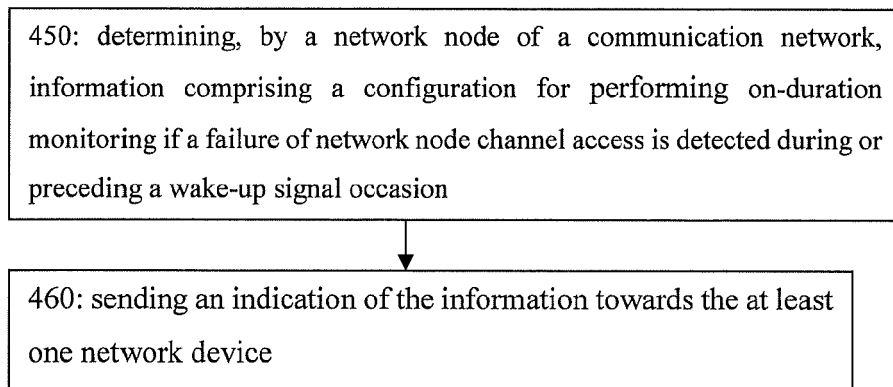 450: determining, by a network node of a communication network,
information comprising a configuration for performing on-duration
monitoring if a failure of network node channel access is detected during or
preceding a wake-up signal occasion
460: sending an indication of the information towards the at least
one network device